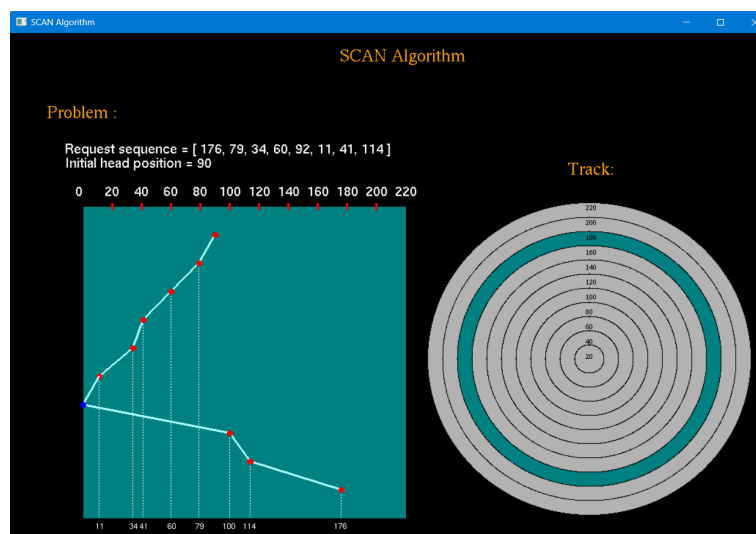 SCAN Algorithm
SCAN Algorithm
Problem :
Request sequence = [ 176, 79, 34, 60, 92, 11, 41, 114 ]
Initial head position = 90
Track:
0 20 40 60 80 100 120 140 160 180 200 220
220
200
180
160
140
120
100
80
60
40
20
11 34 41 60 79 100 114 176